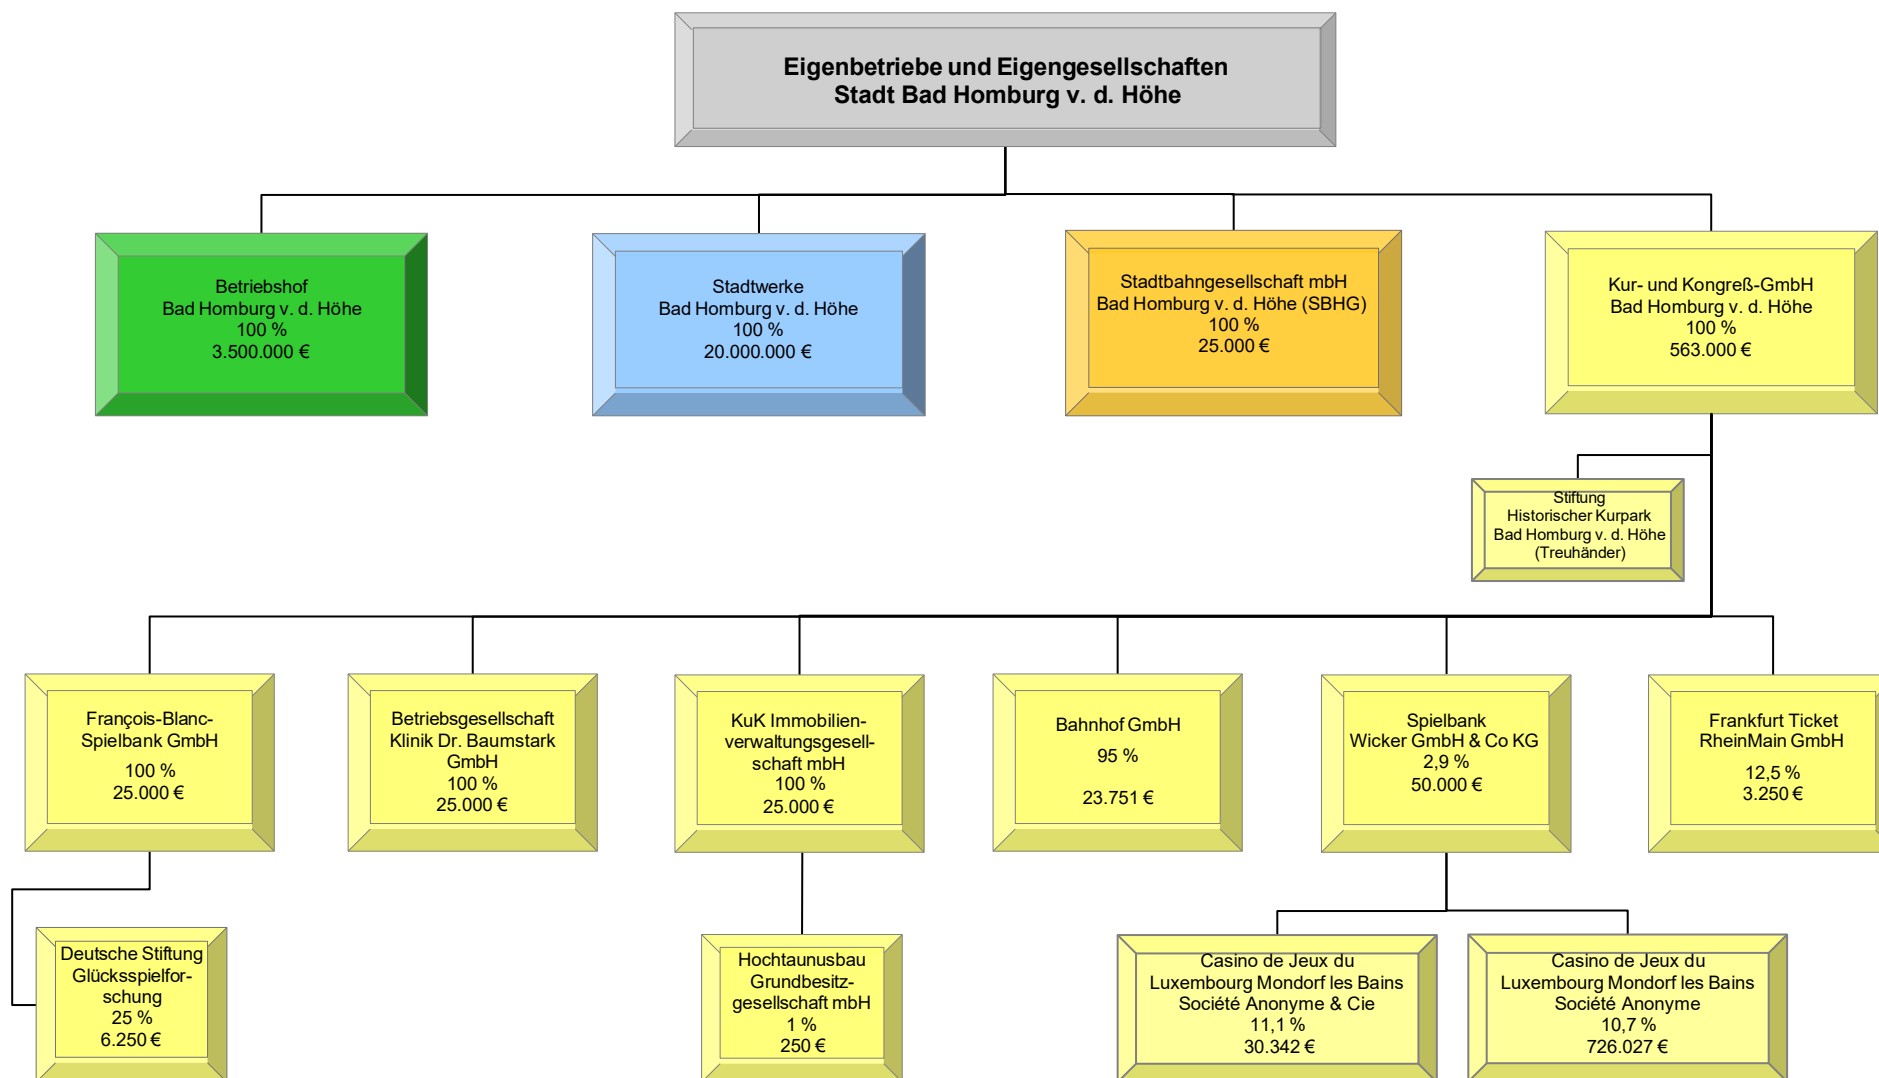 Eigenbetriebe und Eigengesellschaften
Stadt Bad Homburg v. d. Höhe
Betriebshof
Bad Homburg v. d. Höhe
100 %
3.500.000 €
Stadtwerke
Bad Homburg v. d. Höhe
100 %
20.000.000 €
Stadtbahngesellschaft mbH
Bad Homburg v. d. Höhe (SBHG)
100 %
25.000 €
Kur- und Kongreß-GmbH
Bad Homburg v. d. Höhe
100 %
563.000 €
Stiftung
Historischer Kurpark
Bad Homburg v. d. Höhe
(Treuhänder)
François-Blanc-
Spielbank GmbH
100 %
25.000 €
Betriebsgesellschaft
Klinik Dr. Baumstark
GmbH
100 %
25.000 €
KuK Immobilien-
verwaltungsgesell-
schaft mbH
100 %
25.000 €
Bahnhof GmbH
95 %
23.751 €
Spielbank
Wicker GmbH & Co KG
2,9 %
50.000 €
Frankfurt Ticket
RheinMain GmbH
12,5 %
3.250 €
Deutsche Stiftung
Glücksspielfor-
schung
25 %
6.250 €
Hochtaunusbau
Grundbesitz-
gesellschaft mbH
1 %
250 €
Casino de Jeux du
Luxembourg Mondorf les Bains
Société Anonyme & Cie
11,1 %
30.342 €
Casino de Jeux du
Luxembourg Mondorf les Bains
Société Anonyme
10,7 %
726.027 €